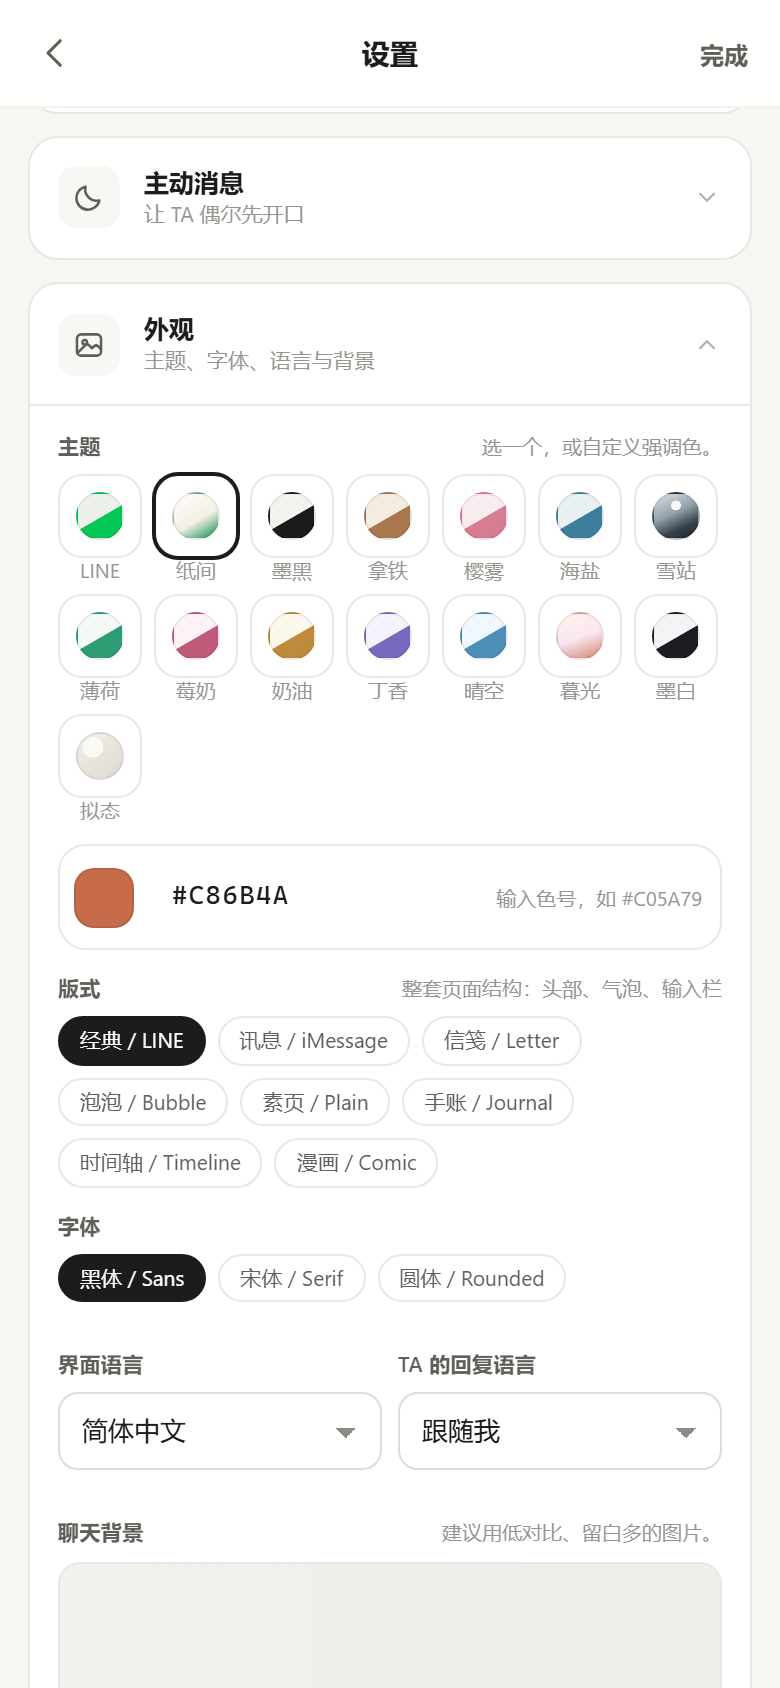 设置
完成
主动消息
让 TA 偶尔先开口
外观
主题、字体、语言与背景
主题
选一个，或自定义强调色。
LINE 纸间 墨黑 拿铁 樱雾 海盐 雪站
薄荷 莓奶 奶油 丁香 晴空 暮光 墨白
拟态
#C86B4A
输入色号，如 #C05A79
版式
整套页面结构：头部、气泡、输入栏
经典 / LINE 讯息 / iMessage 信笺 / Letter
泡泡 / Bubble 素页 / Plain 手账 / Journal
时间轴 / Timeline 漫画 / Comic
字体
黑体 / Sans 宋体 / Serif 圆体 / Rounded
界面语言
TA 的回复语言
简体中文
跟随我
聊天背景
建议用低对比、留白多的图片。